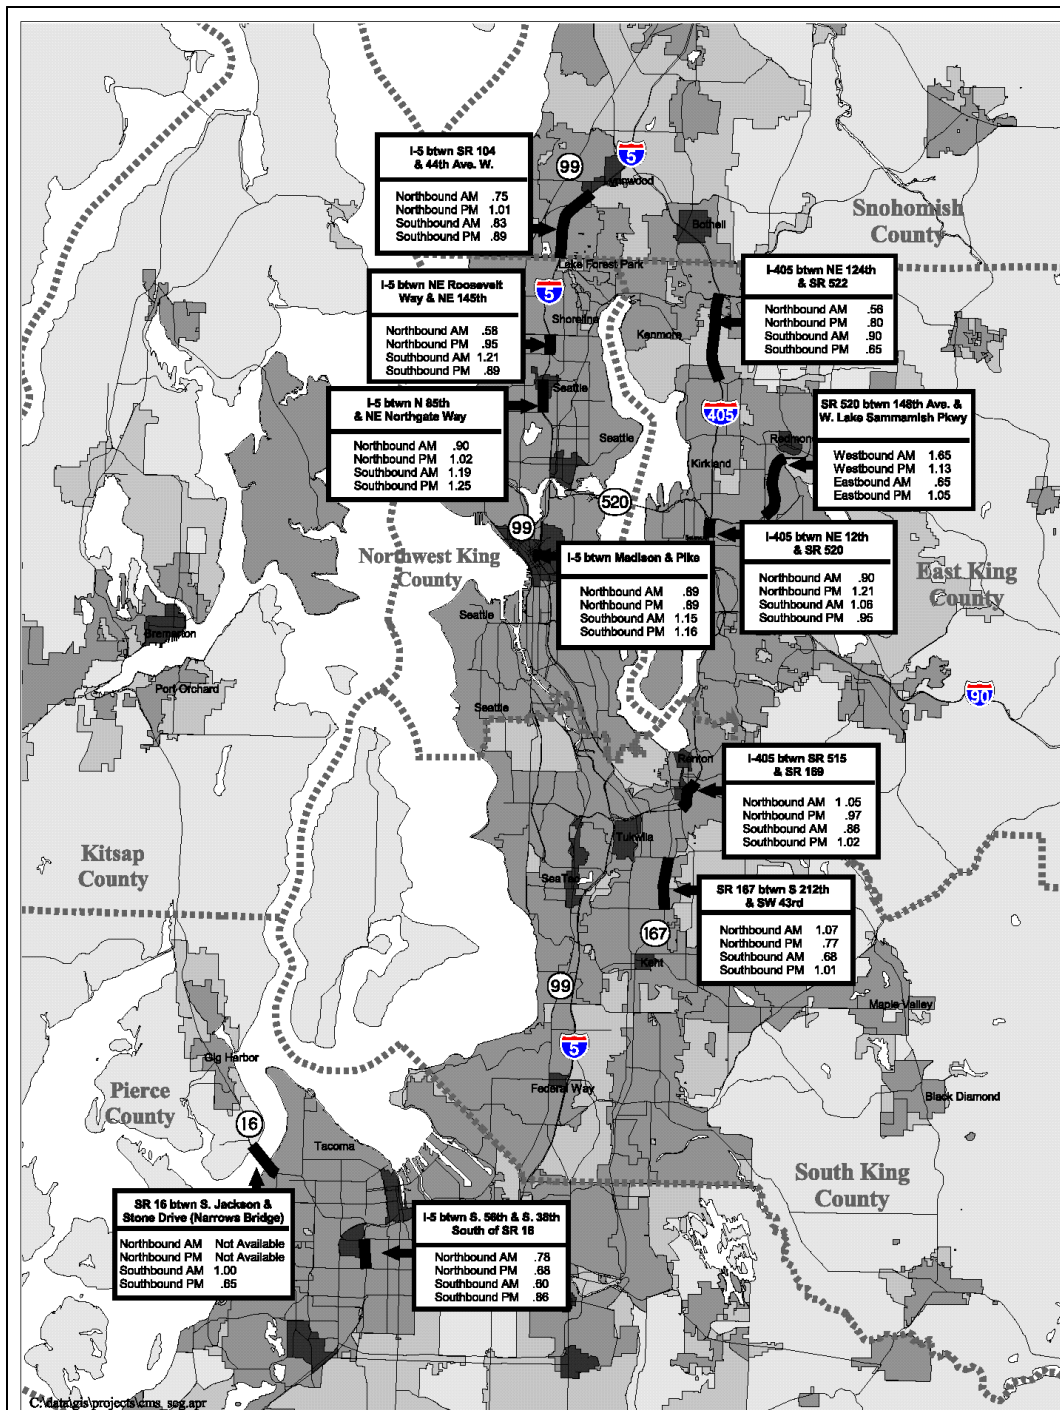 I-5 btwn SR 104
& 44th Ave. W.
Northbound AM .75
Northbound PM 1.01
Southbound AM .83
Southbound PM .89
99
5
Lynnwood
Bothell
Snohomish
County
Lake Forest Park
I-5 btwn NE Roosevelt
Way & NE 145th
Northbound AM .58
Northbound PM .95
Southbound AM 1.21
Southbound PM .89
5
Shoreline
Kenmore
I-405 btwn NE 124th
& SR 522
Northbound AM .56
Northbound PM .80
Southbound AM .90
Southbound PM .65
I-5 btwn N 85th
& NE Northgate Way
Northbound AM .90
Northbound PM 1.02
Southbound AM 1.19
Southbound PM 1.25
Seattle
Seattle
405
Redmond
Kirkland
SR 520 btwn 148th Ave. &
W. Lake Sammamish Pkwy
Westbound AM 1.65
Westbound PM 1.13
Eastbound AM .65
Eastbound PM 1.05
520
99
Northwest King
County
I-5 btwn Madison & Pike
Northbound AM .89
Northbound PM .89
Southbound AM 1.15
Southbound PM 1.16
I-405 btwn NE 12th
& SR 520
Northbound AM .90
Northbound PM 1.21
Southbound AM 1.06
Southbound PM .95
East King
County
Seattle
Bremerton
Port Orchard
Seattle
90
Renton
I-405 btwn SR 515
& SR 169
Northbound AM 1 .05
Northbound PM .97
Southbound AM .86
Southbound PM 1.02
Tukwila
Kitsap
County
SeaTac
SR 167 btwn S 212th
& SW 43rd
Northbound AM 1.07
Northbound PM .77
Southbound AM .68
Southbound PM 1.01
167
Kent
99
Maple Valley
5
Gig Harbor
Federal Way
Black Diamond
Pierce
County
16
Tacoma
South King
County
SR 16 btwn S. Jackson &
Stone Drive (Narrows Bridge)
Northbound AM Not Available
Northbound PM Not Available
Southbound AM 1.00
Southbound PM .65
I-5 btwn S. 56th & S. 38th
South of SR 16
Northbound AM .78
Northbound PM .68
Southbound AM .60
Southbound PM .86
C:\data\gis\projects\cms_seg.apr